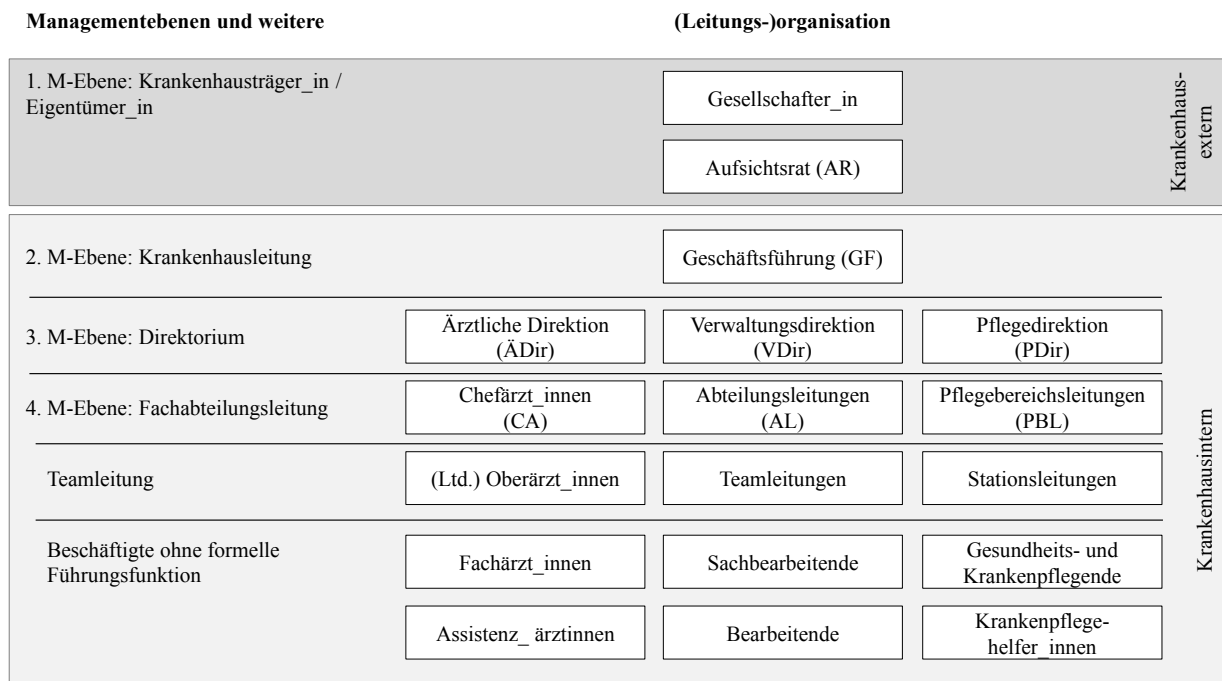 Managementebenen und weitere
(Leitungs-)organisation
1. M-Ebene: Krankenhausträger_in /
Eigentümer_in
Gesellschafter_in
Aufsichtsrat (AR)
Krankenhaus-
extern
2. M-Ebene: Krankenhausleitung
Geschäftsführung (GF)
3. M-Ebene: Direktorium
Ärztliche Direktion
(ÄDir)
Verwaltungsdirektion
(VDir)
Pflegedirektion
(PDir)
4. M-Ebene: Fachabteilungsleitung
Chefärzt_innen
(CA)
Abteilungsleitungen
(AL)
Pflegebereichsleitungen
(PBL)
Teamleitung
(Ltd.) Oberärzt_innen
Teamleitungen
Stationsleitungen
Beschäftigte ohne formelle
Führungsfunktion
Fachärzt_innen
Sachbearbeitende
Gesundheits- und
Krankenpflegende
Assistenz_ ärztinnen
Bearbeitende
Krankenpflege-
helfer_innen
Krankenhausintern